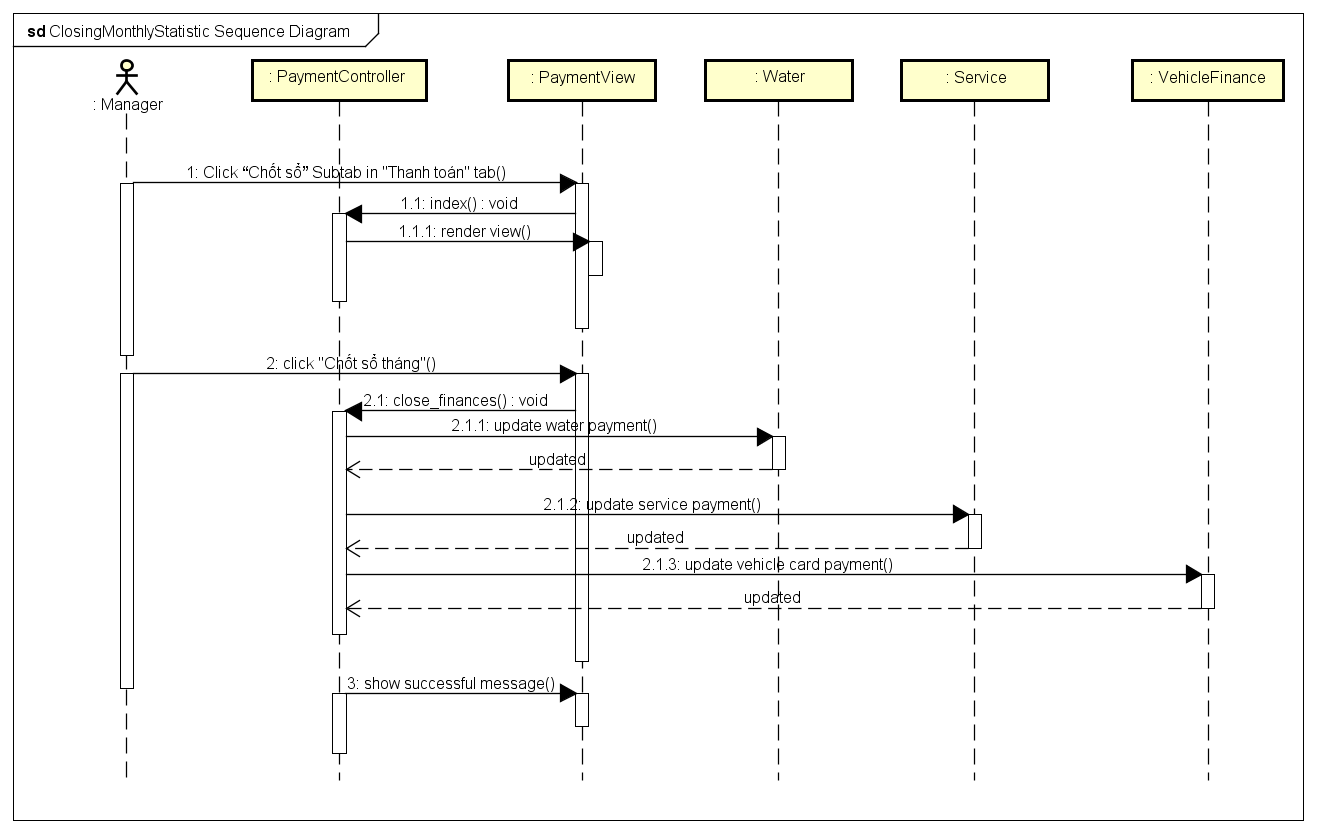 sd ClosingMonthlyStatistic Sequence Diagram
: Manager
: PaymentController
: PaymentView
: Water
: Service
: VehicleFinance
1: Click “Chốt sổ” Subtab in "Thanh toán" tab()
1.1: index() : void
1.1.1: render view()
2: click "Chốt sổ tháng"()
2.1: close_finances() : void
2.1.1: update water payment()
updated
2.1.2: update service payment()
updated
2.1.3: update vehicle card payment()
updated
3: show successful message()